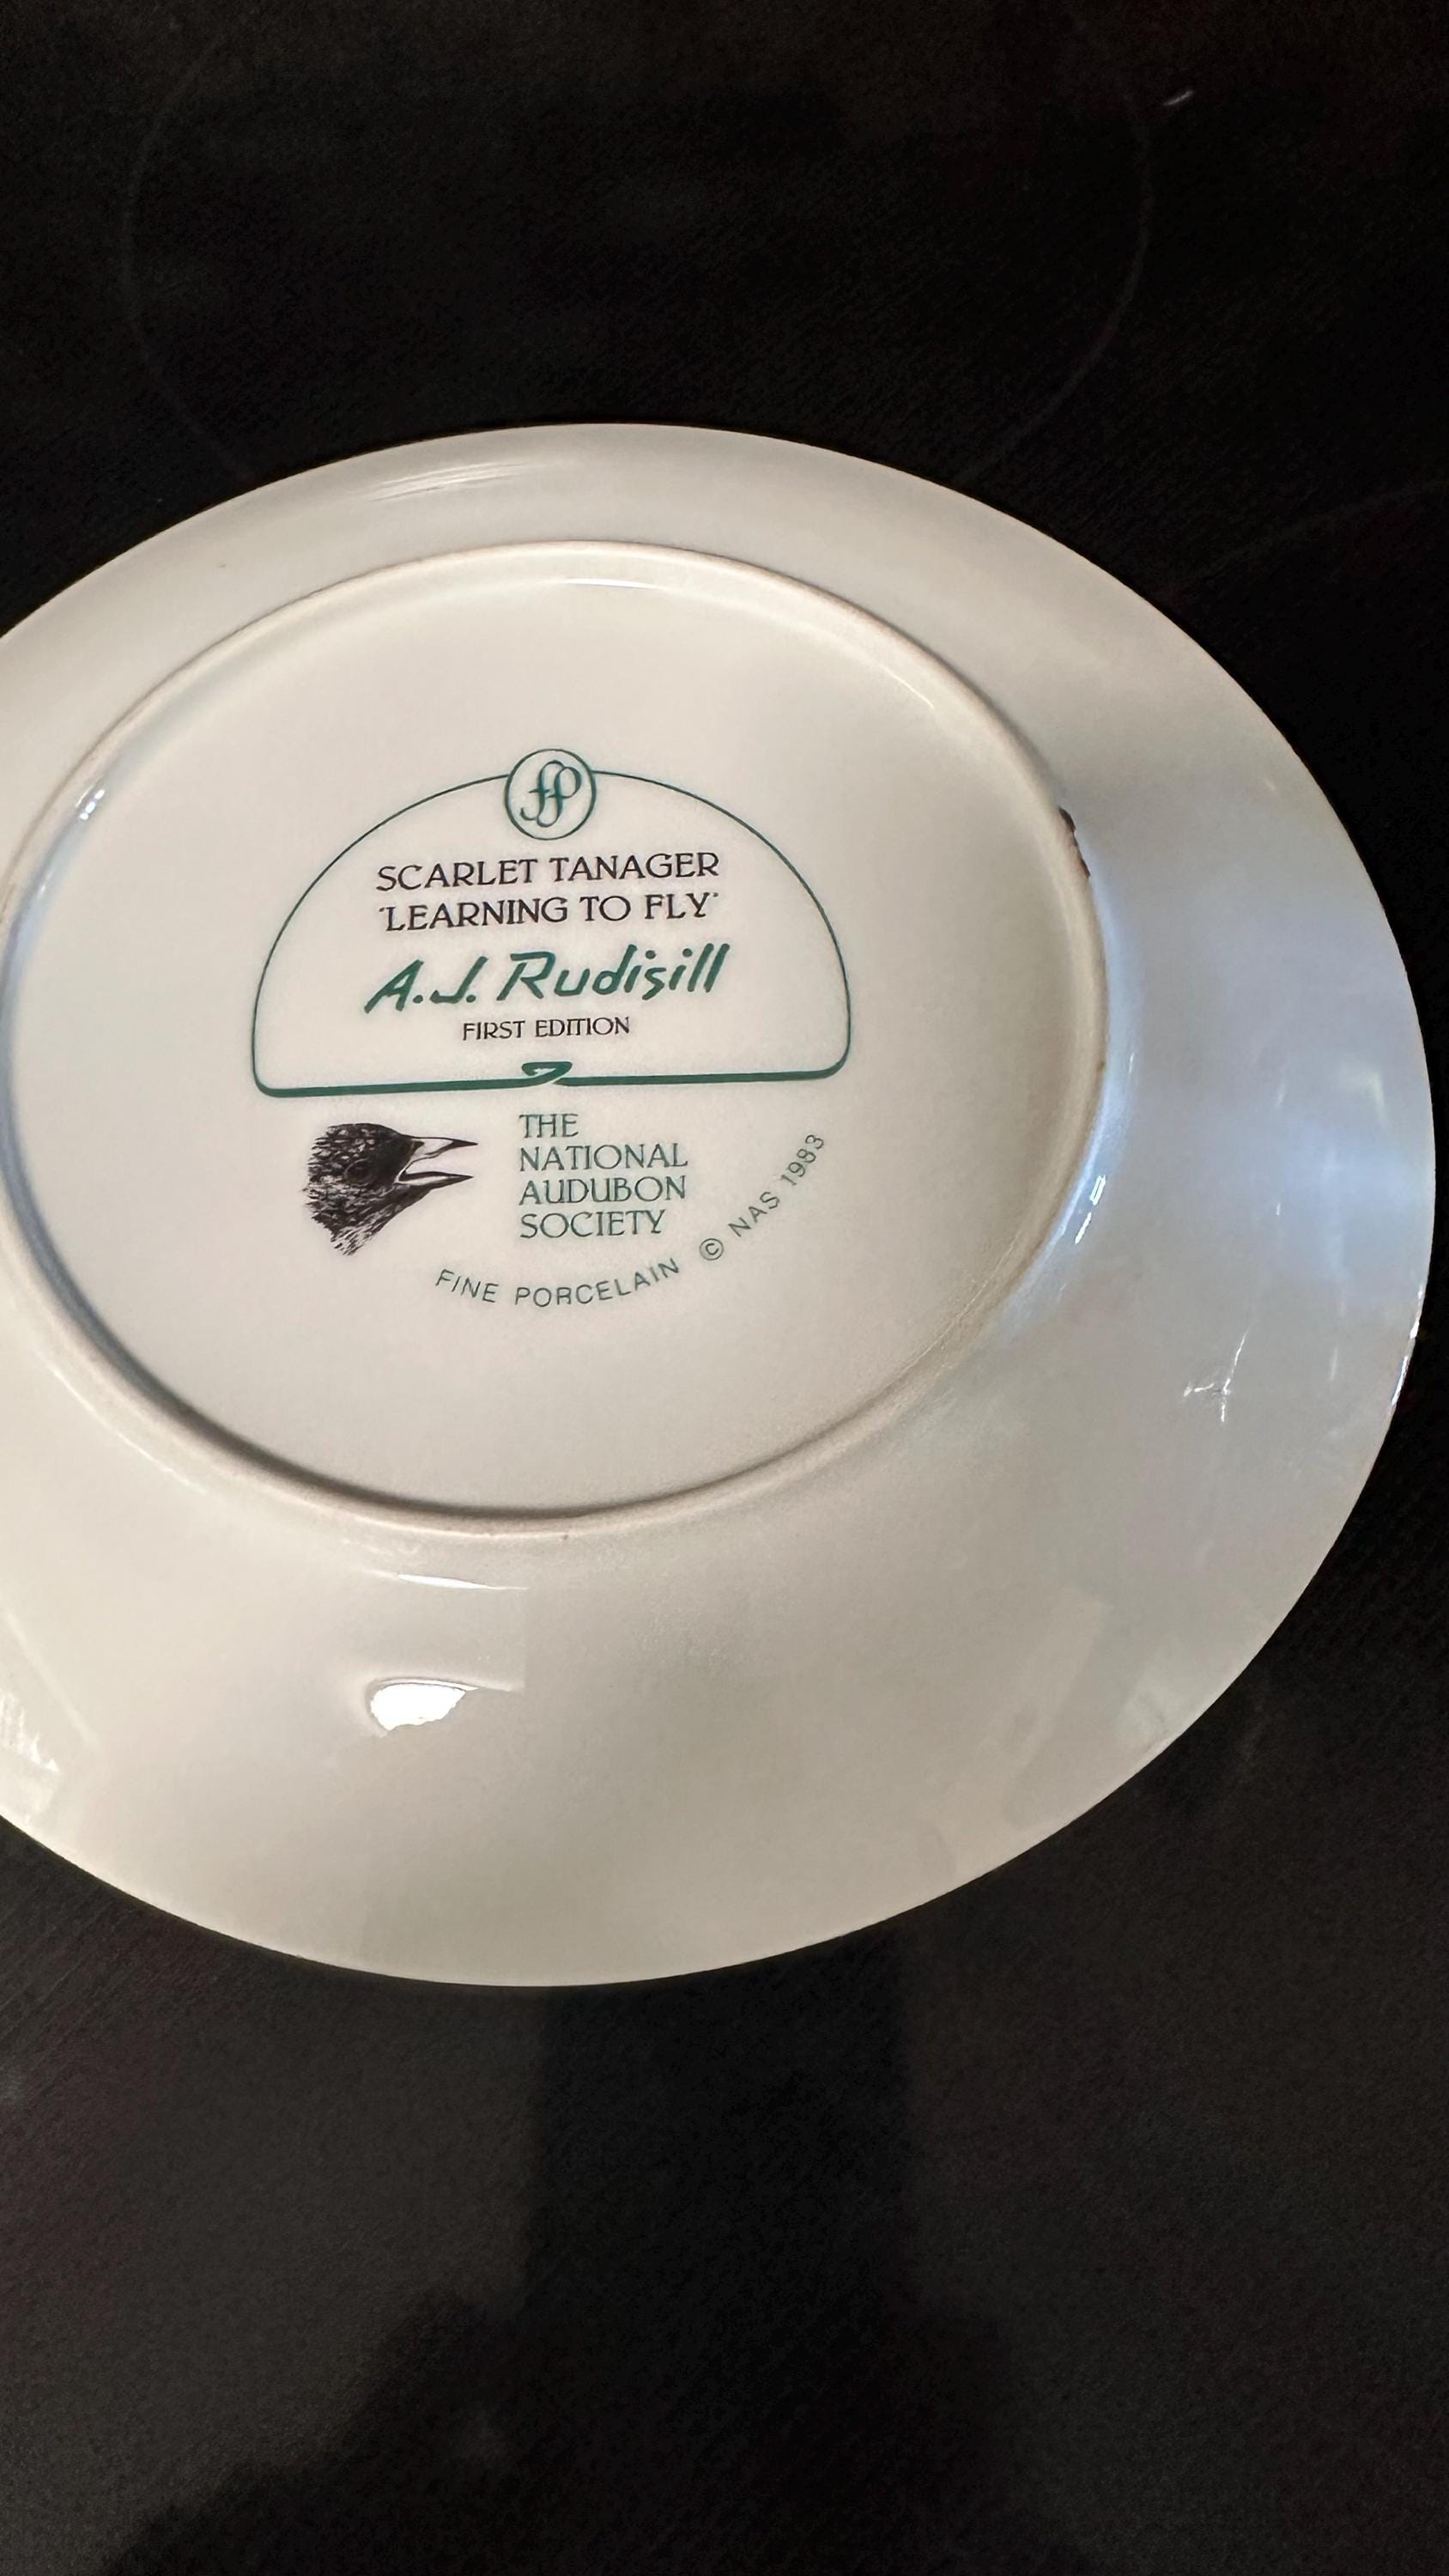 SCARLET TANAGER
"LEARNING TO FLY"
A.J. Rudisill
FIRST EDITION
THE
NATIONAL
AUDUBON
SOCIETY
FINE PORCELAIN © NAS 1983